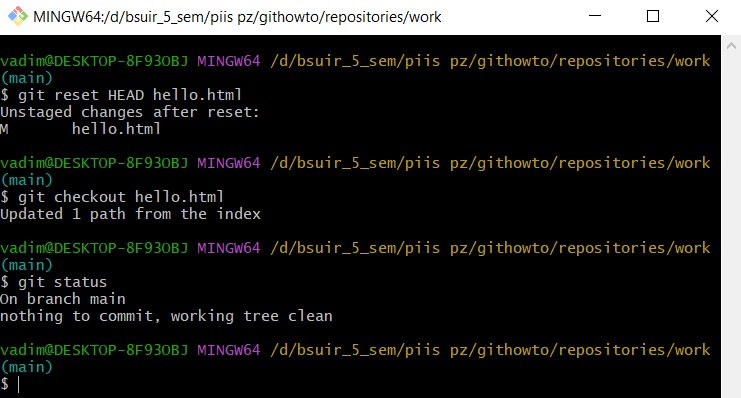 MINGW64:/d/bsuir_5_sem/piis pz/githowto/repositories/work
vadim@DESKTOP-8F93OBJ MINGW64 /d/bsuir_5_sem/piis pz/githowto/repositories/work
(main)
$ git reset HEAD hello.html
Unstaged changes after reset:
M       hello.html
vadim@DESKTOP-8F93OBJ MINGW64 /d/bsuir_5_sem/piis pz/githowto/repositories/work
(main)
$ git checkout hello.html
Updated 1 path from the index
vadim@DESKTOP-8F93OBJ MINGW64 /d/bsuir_5_sem/piis pz/githowto/repositories/work
(main)
$ git status
On branch main
nothing to commit, working tree clean
vadim@DESKTOP-8F93OBJ MINGW64 /d/bsuir_5_sem/piis pz/githowto/repositories/work
(main)
$